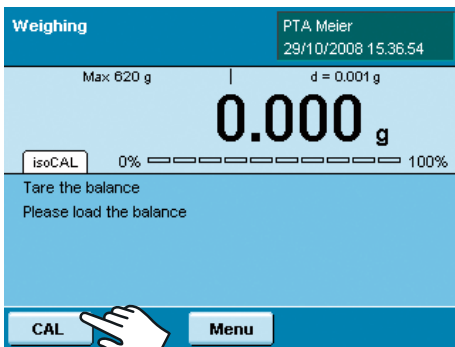 Weighing PTA Meier
29/10/2008 15.36.54
Max 620 g d = 0.001 g
0.000 g
isoCAL 0% 100%
Tare the balance
Please load the balance
CAL Menu